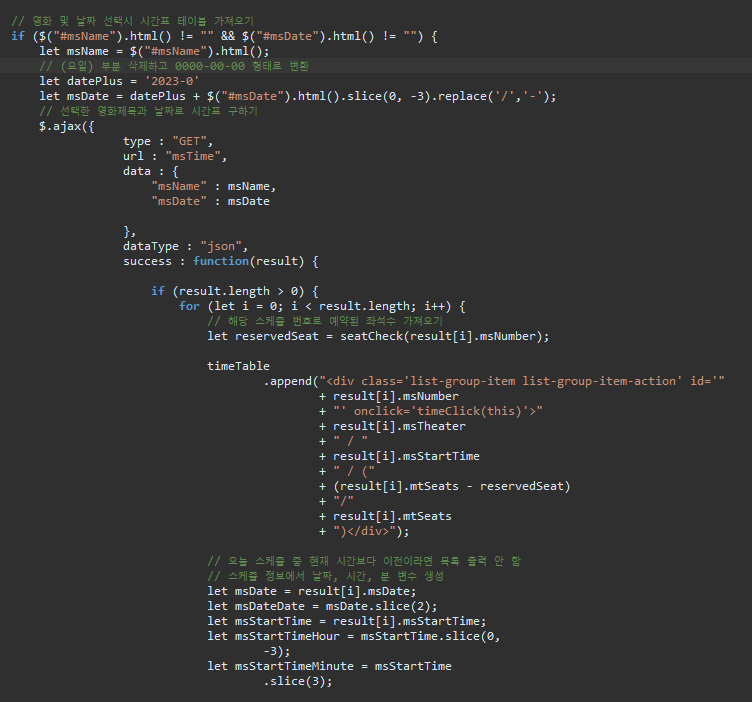 // 영화 및 날짜 선택시 시간표 테이블 가져오기
if ($("#msName").html() != "" && $("#msDate").html() != "") {
let msName = $("#msName").html();
// (요일) 부분 삭제하고 0000-00-00 형태로 변환
let datePlus = '2023-0'
let msDate = datePlus + $("#msDate").html().slice(0, -3).replace('/','-');
// 선택한 영화제목과 날짜로 시간표 구하기
$.ajax({
type : "GET",
url : "msTime",
data : {
"msName" : msName,
"msDate" : msDate
},
dataType : "json",
success : function(result) {
if (result.length > 0) {
for (let i = 0; i < result.length; i++) {
// 해당 스케줄 번호로 예약된 좌석수 가져오기
let reservedSeat = seatCheck(result[i].msNumber);
timeTable
.append("<div class='list-group-item list-group-item-action' id='"
+ result[i].msNumber
+ "' onclick='timeClick(this)'>"
+ result[i].msTheater
+ " / "
+ result[i].msStartTime
+ " / ("
+ (result[i].mtSeats - reservedSeat)
+ "/"
+ result[i].mtSeats
+ ")</div>");
// 오늘 스케줄 중 현재 시간보다 이전이라면 목록 출력 안 함
// 스케줄 정보에서 날짜, 시간, 분 변수 생성
let msDate = result[i].msDate;
let msDateDate = msDate.slice(2);
let msStartTime = result[i].msStartTime;
let msStartTimeHour = msStartTime.slice(0,
-3);
let msStartTimeMinute = msStartTime
.slice(3);